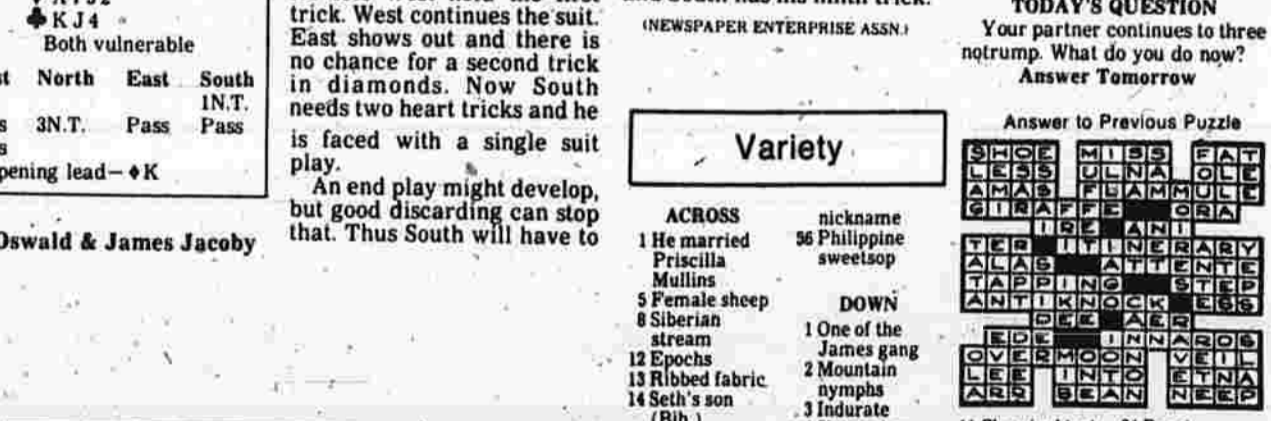 ♣ K J 4
Both vulnerable
North East South
1N.T.
3N.T. Pass Pass
pening lead— ♦ K
Oswald & James Jacoby
trick. West continues the suit.
East shows out and there is
no chance for a second trick
in diamonds. Now South
needs two heart tricks and he
is faced with a single suit
play.
An end play might develop,
but good discarding can stop
that. Thus South will have to
(NEWSPAPER ENTERPRISE ASSN.)
Variety
ACROSS
1 He married
Priscilla
Mullins
5 Female sheep
8 Siberian
stream
12 Epochs
13 Ribbed fabric
14 Seth's son
(Bib.)
nickname
56 Philippine
sweetsop
DOWN
1 One of the
James gang
2 Mountain
nymphs
3 Indurate
TODAY'S QUESTION
Your partner continues to three
notrump. What do you do now?
Answer Tomorrow
Answer to Previous Puzzle
SHOE MISS FAT
LESS ULNA OLE
AMAS FLAMMULE
GIRAFFE ORA
IRE ANI
TER ITINERARY
ALAS ATTENTE
TAPPING STEP
ANTIKNOCK ESS
DEE AER
EDE INNAROS
OVERMOON VEIL
LEE INTO ETNA
ARR BEAN NEEP